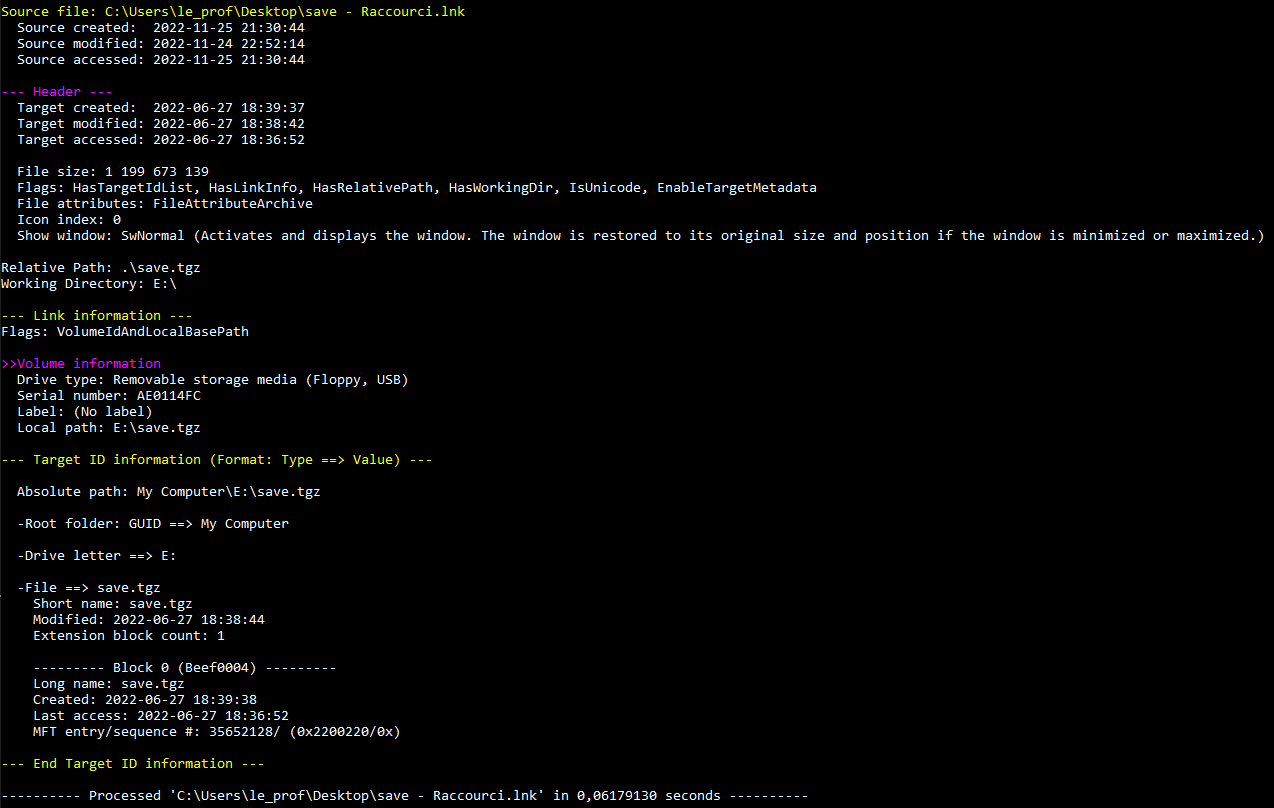 Source file: C:\Users\le_prof\Desktop\save - Raccourci.lnk
Source created:  2022-11-25 21:30:44
Source modified: 2022-11-24 22:52:14
Source accessed: 2022-11-25 21:30:44
--- Header ---
Target created:  2022-06-27 18:39:37
Target modified: 2022-06-27 18:38:42
Target accessed: 2022-06-27 18:36:52
File size: 1 199 673 139
Flags: HasTargetIdList, HasLinkInfo, HasRelativePath, HasWorkingDir, IsUnicode, EnableTargetMetadata
File attributes: FileAttributeArchive
Icon index: 0
Show window: SwNormal (Activates and displays the window. The window is restored to its original size and position if the window is minimized or maximized.)
Relative Path: .\save.tgz
Working Directory: E:\
--- Link information ---
Flags: VolumeIdAndLocalBasePath
>>Volume information
Drive type: Removable storage media (Floppy, USB)
Serial number: AE0114FC
Label: (No label)
Local path: E:\save.tgz
--- Target ID information (Format: Type ==> Value) ---
Absolute path: My Computer\E:\save.tgz
-Root folder: GUID ==> My Computer
-Drive letter ==> E:
-File ==> save.tgz
Short name: save.tgz
Modified: 2022-06-27 18:38:44
Extension block count: 1
--------- Block 0 (Beef0004) ---------
Long name: save.tgz
Created: 2022-06-27 18:39:38
Last access: 2022-06-27 18:36:52
MFT entry/sequence #: 35652128/ (0x2200220/0x)
--- End Target ID information ---
---------- Processed 'C:\Users\le_prof\Desktop\save - Raccourci.lnk' in 0,06179130 seconds ----------